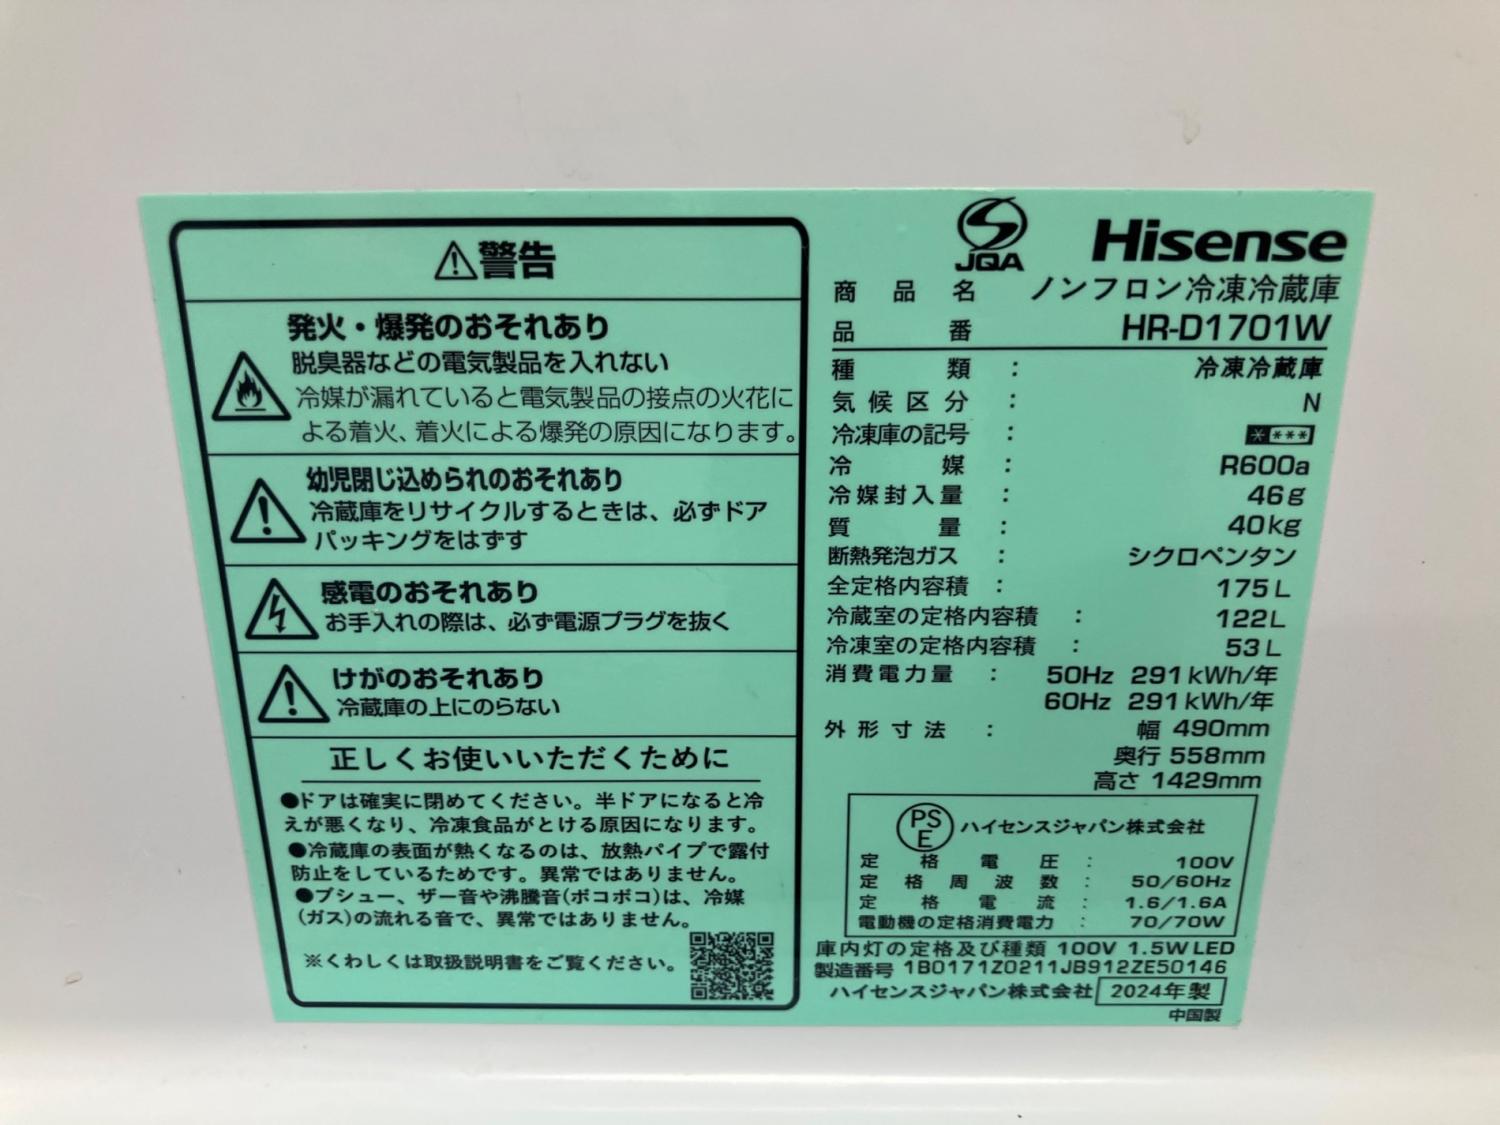 警告
発火・爆発のおそれあり
脱臭器などの電気製品を入れない
冷媒が漏れていると電気製品の接点の火花に
よる着火、着火による爆発の原因になります。
幼児閉じ込められのおそれあり
冷蔵庫をリサイクルするときは、必ずドア
パッキングをはずす
感電のおそれあり
お手入れの際は、必ず電源プラグを抜く
けがのおそれあり
冷蔵庫の上にのらない
正しくお使いいただくために
●ドアは確実に閉めてください。半ドアになると冷
えが悪くなり、冷凍食品がとける原因になります。
●冷蔵庫の表面が熱くなるのは、放熱パイプで露付
防止をしているためです。異常ではありません。
●プシュー、ザー音や沸騰音(ボコボコ)は、冷媒
(ガス)の流れる音で、異常ではありません。
※くわしくは取扱説明書をご覧ください。
JQA
Hisense
商品名 ノンフロン冷凍冷蔵庫
品番 HR-D1701W
種類 : 冷凍冷蔵庫
気候区分 : N
冷凍庫の記号 : * ***
冷媒 : R600a
冷媒封入量 : 46g
質量 : 40kg
断熱発泡ガス : シクロペンタン
全定格内容積 : 175L
冷蔵室の定格内容積 : 122L
冷凍室の定格内容積 : 53L
消費電力量 : 50Hz 291kWh/年
60Hz 291kWh/年
外形寸法 : 幅 490mm
奥行 558mm
高さ 1429mm
PSE ハイセンスジャパン株式会社
定格電圧 : 100V
定格周波数 : 50/60Hz
定格電流 : 1.6/1.6A
電動機の定格消費電力 : 70/70W
庫内灯の定格及び種類 100V 1.5W LED
製造番号 1B0171Z0211JB912ZE50146
ハイセンスジャパン株式会社 2024年製
中国製